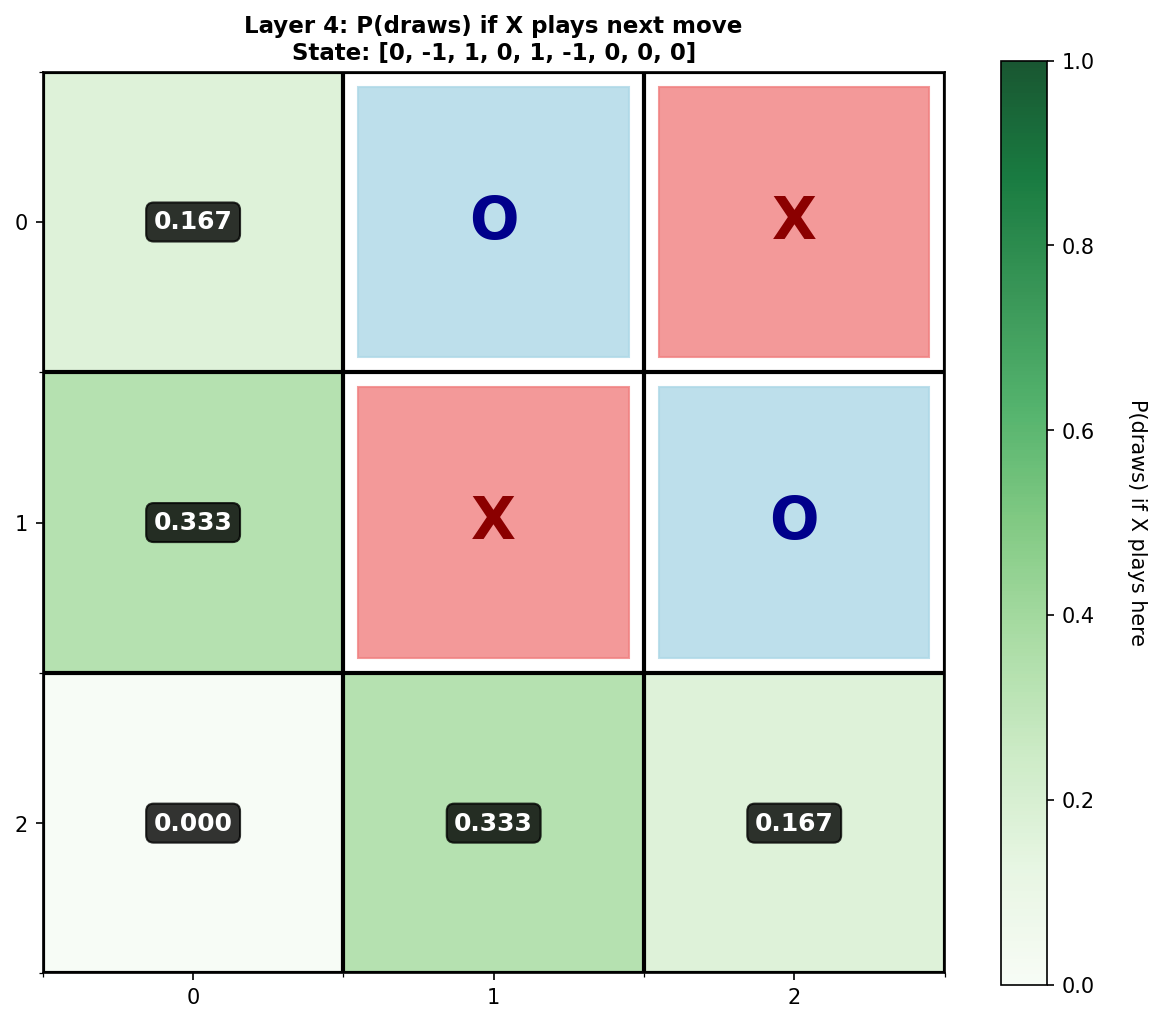 Layer 4: P(draws) if X plays next move
State: [0, -1, 1, 0, 1, -1, 0, 0, 0]
0
0.167
O
X
1
0.333
X
O
2
0.000
0.333
0.167
0
1
2
1.0
0.8
0.6
0.4
0.2
0.0
P(draws) if X plays here